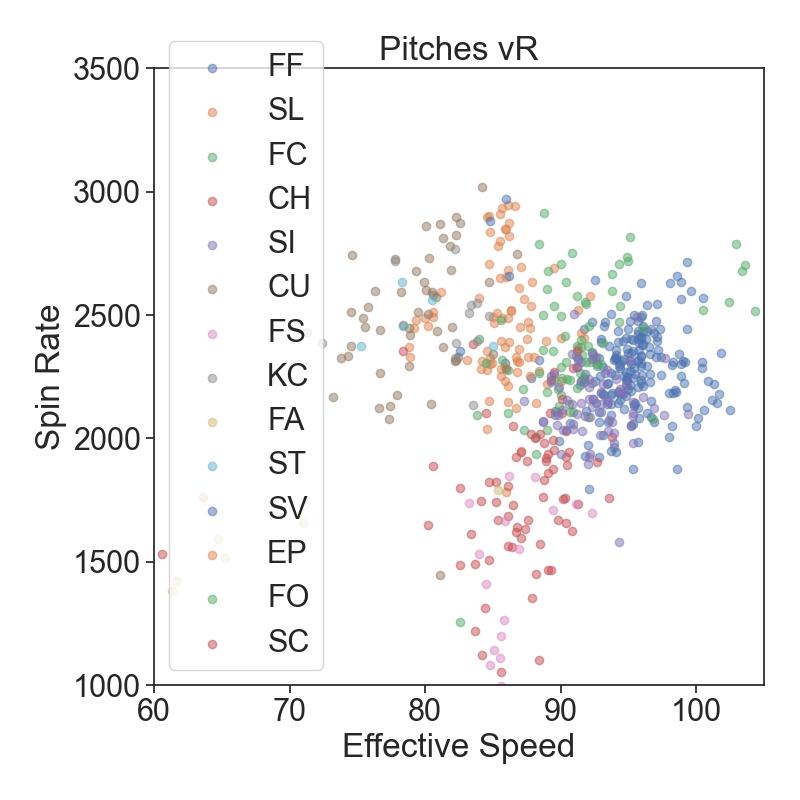 Pitches vR
3500
3000
2500
2000
1500
1000
Spin Rate
FF
SL
FC
CH
SI
CU
FS
KC
FA
ST
SV
EP
FO
SC
60
70
80
90
100
Effective Speed